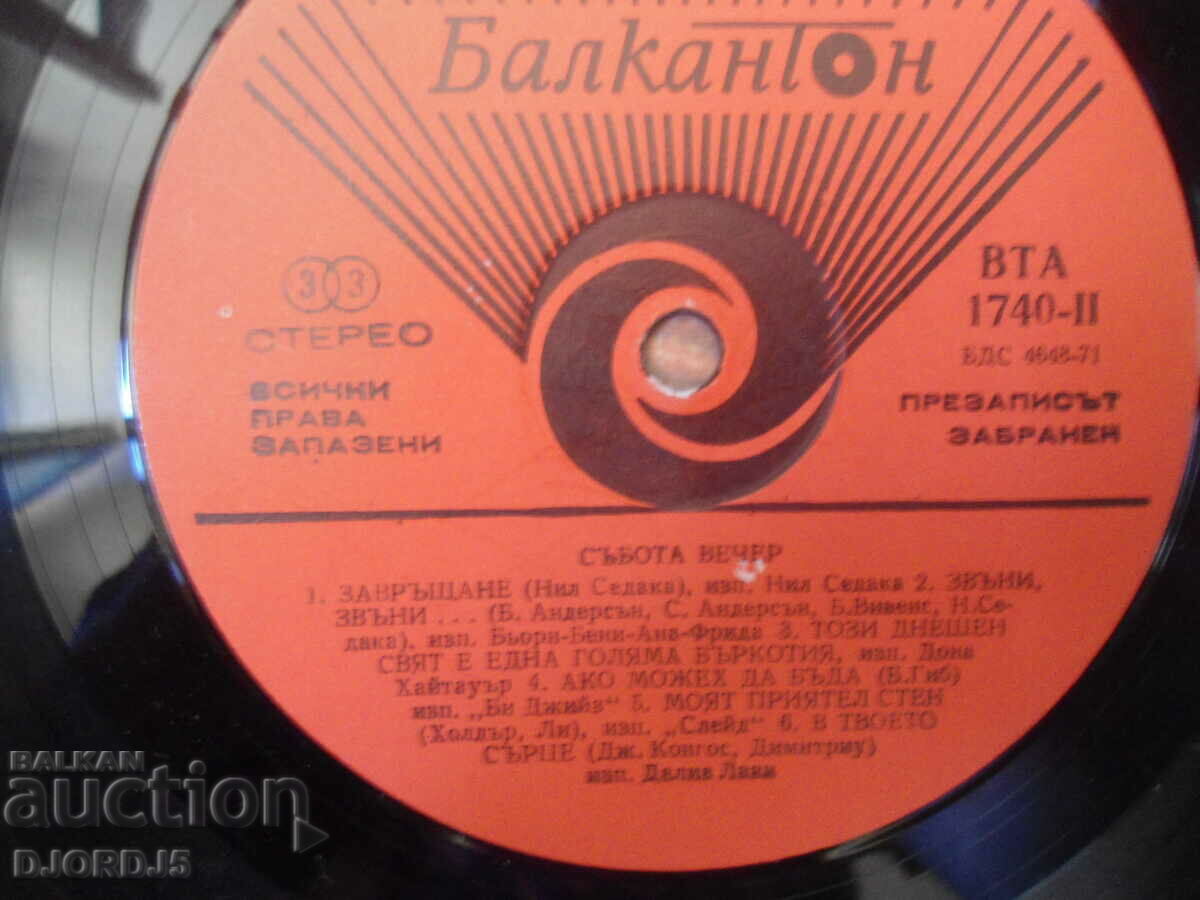 Балкантон
33
СТЕРЕО
ВСИЧКИ
ПРАВА
ЗАПАЗЕНИ
ВТА
1740-II
БДС 4648-71
ПРЕЗАПИСЪТ
ЗАБРАНЕН
СЪБОТА ВЕЧЕР
1. ЗАВРЪЩАНЕ (Нил Седака), изп. Нил Седака 2. ЗВЪНИ,
ЗВЪНИ . . . (Б. Андерсън, С. Андерсън, Б. Вивенс, Н. Се-
дака), изп. Бьорн-Бени-Ана-Фрида 3. ТОЗИ ДНЕШЕН
СВЯТ Е ЕДНА ГОЛЯМА БЪРКОТИЯ, изп. Дона
Хайтауър 4. АКО МОЖЕХ ДА БЪДА (Б. Гиб)
изп. „Би Джийз" 5. МОЯТ ПРИЯТЕЛ СТЕН
(Холдър, Ли), изп. „Слейд" 6. В ТВОЕТО
СЪРЦЕ (Дж. Конгос, Димитриу)
изп. Далив Лави
BALKAN
auction
DJORDJ5